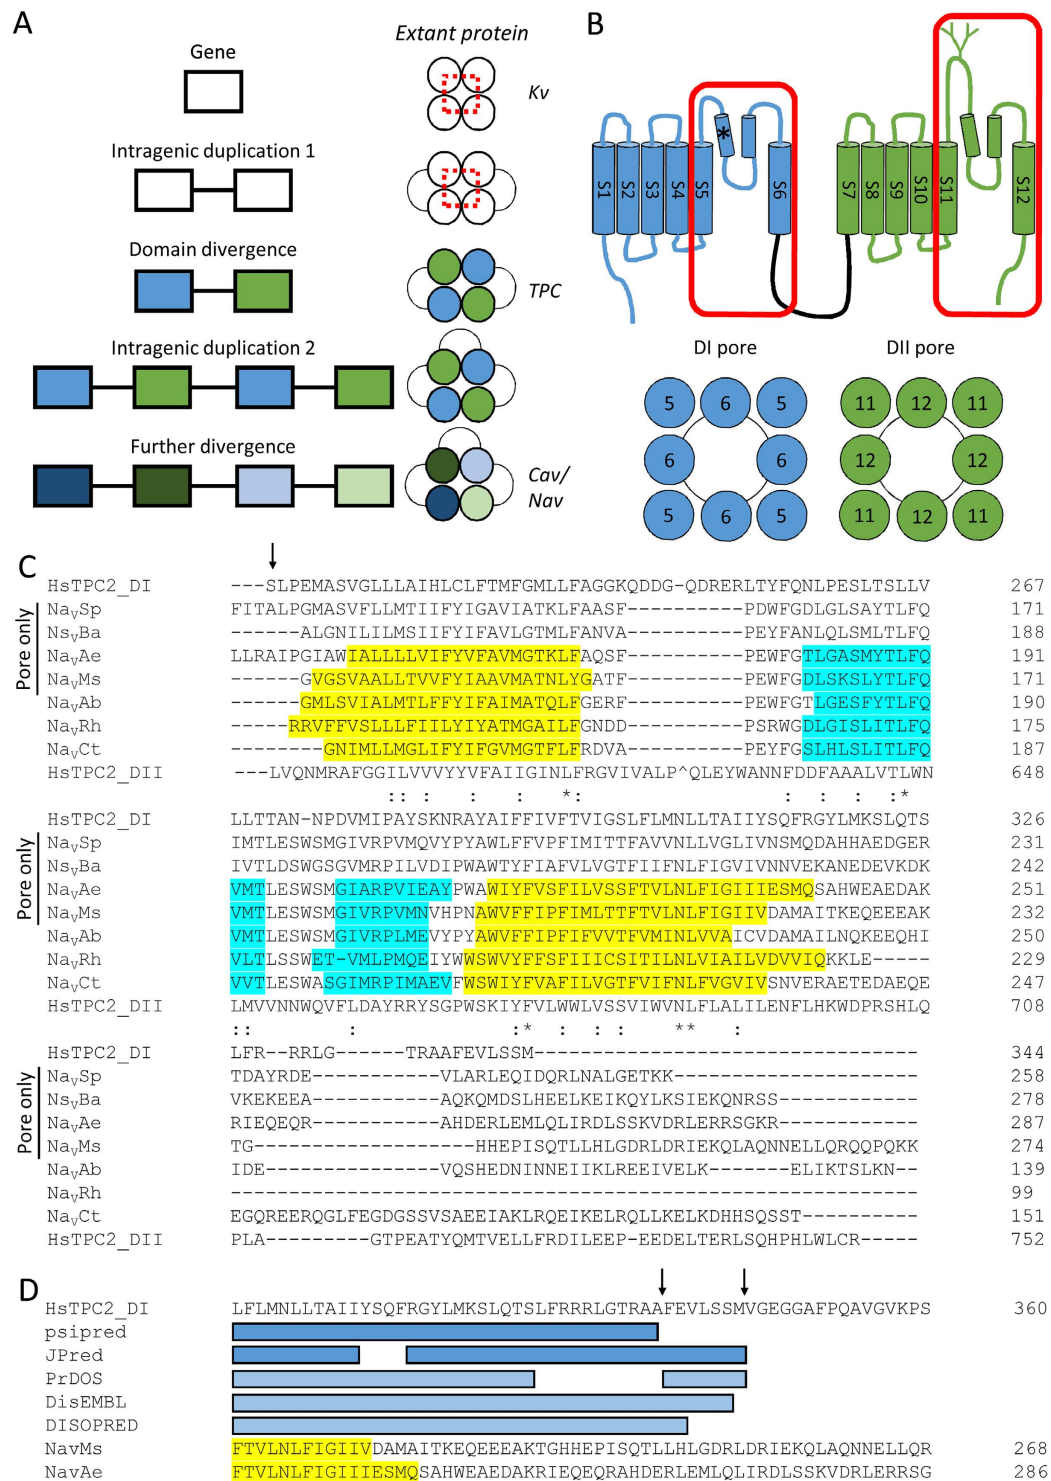 A
Gene
Extant protein
Kv
Intragenic duplication 1
Domain divergence
TPC
Intragenic duplication 2
Further divergence
Cav/
Nav
B
*
S1 S2 S3 S4 S5 S6 S7 S8 S9 S10 S11 S12
DI pore DII pore
5 6 5 11 12 11
6 6 12 12
5 6 5 11 12 11
C
HsTPC2_DI ---SLPEMASVGLLLAIHLCLFTMFGMLLFAGGKQDDG-QDRERLTYFQNLPESLTSLLV 267
NaVSp FITALPGMASVFLLMTIIFYIGAVIATKLFAASF----------PDWFGDLGLSAYTLFQ 171
NsVBa ------ALGNILILMSIIFYIFAVLGTMLFANVA----------PEYFANLQLSMLTLFQ 188
NaVAe LLRAIPGIAWIALLLLVIFYVFAVMGTKLFAQSF----------PEWFGTLGASMYTLFQ 191
NaVMs ------GVGSVAALLTVVFYIAAVMATNLYGATF----------PEWFGDLSKSLYTLFQ 171
NaVAb ------GMLSVIALMTLFFYIFAIMATQLFGERF----------PEWFGTLGESFYTLFQ 190
NaVRh -----RRVFFVSLLLFIILYIYATMGAILFGNDD----------PSRWGDLGISLITLFQ 175
NaVCt --------GNIMLLMGLIFYIFGVMGTFLFRDVA----------PEYFGSLHLSLITLFQ 187
HsTPC2_DII ---LVQNMRAFGGILVVVYYVFAIIGINLFRGVIVALP^QLEYWANNFDDFAAALVTLWN 648
:: : : : *: : : : :*
Pore only
HsTPC2_DI LLTTAN-NPDVMIPAYSKNRAYAIFFIVFTVIGSLFLMNLLTAIIYSQFRGYLMKSLQTS 326
NaVSp IMTLESWSMGIVRPVMQVYPYAWLFFVPFIMITTFAVVNLLVGLIVNSMQDAHHAEDGER 231
NsVBa IVTLDSWGSGVMRPILVDIPWAWTYFIAFVLVGTFIIFNLFIGVIVNNVEKANEDEVKDK 242
NaVAe VMTLESWSMGIARPVIEAYPWAWIYFVSFILVSSFTVLNLFIGIIIESMQSAHWEAEDAK 251
NaVMs VMTLESWSMGIVRPVMNVHPNAWVFFIPFIMLTTFTVLNLFIGIIVDAMAITKEQEEEAK 232
NaVAb VMTLESWSMGIVRPLMEVYPYAWVFFIPFIFVVTFVMINLVVAICVDAMAILNQKEEQHI 250
NaVRh VLTLSSWET-VMLPMQEIYWWSWVYFFSFIIICSITILNLVIAILVDVVIQKKLE----- 229
NaVCt VVTLESWASGIMRPIMAEVFWSWIYFVAFILVGTFVIFNLFVGVIVSNVERAETEDAEQE 247
HsTPC2_DII LMVVNNWQVFLDAYRRYSGPWSKIYFVLWWLVSSVIWVNLFLALILENFLHKWDPRSHLQ 708
:: : :* : : : ** :
Pore only
HsTPC2_DI LFR--RRLG------TRAAFEVLSSM--------------------------------- 344
NaVSp TDAYRDE-----------VLARLEQIDQRLNALGETKK--------------------- 258
NsVBa VKEKEEA-----------AQKQMDSLHEELKEIKQYLKSIEKQNRSS------------ 278
NaVAe RIEQEQR-----------AHDERLEMLQLIRDLSSKVDRLERRSGKR------------ 287
NaVMs TG-------------------HHEPISQTLLHLGDRLDRIEKQLAQNNELLQRQQPQKK 274
NaVAb IDE---------------VQSHEDNINNEIIKLREEIVELK-------ELIKTSLKN-- 139
NaVRh ------------------------------------------------------------ 99
NaVCt EGQREERQGLFEGDGSSVSAEEIAKLRQEIKELRQLLKELKDHHSQSST---------- 151
HsTPC2_DII PLA---------GTPEATYQMTVELLFRDILEEP-EEDELTERLSQHPHLWLCR----- 752
Pore only
D
HsTPC2_DI LFLMNLLTAIIYSQFRGYLMKSLQTSLFRRRLGTRAAFEVLSSMVGEGGAFPQAVGVKPS 360
psipred
JPred
PrDOS
DisEMBL
DISOPRED
NavMs FTVLNLFIGIIVDAMAITKEQEEEAKTGHHEPISQTLLHLGDRLDRIEKQLAQNNELLQR 268
NavAe FTVLNLFIGIIIESMQSAHWEAEDAKRIEQEQRAHDERLEMLQLIRDLSSKVDRLERRSG 286